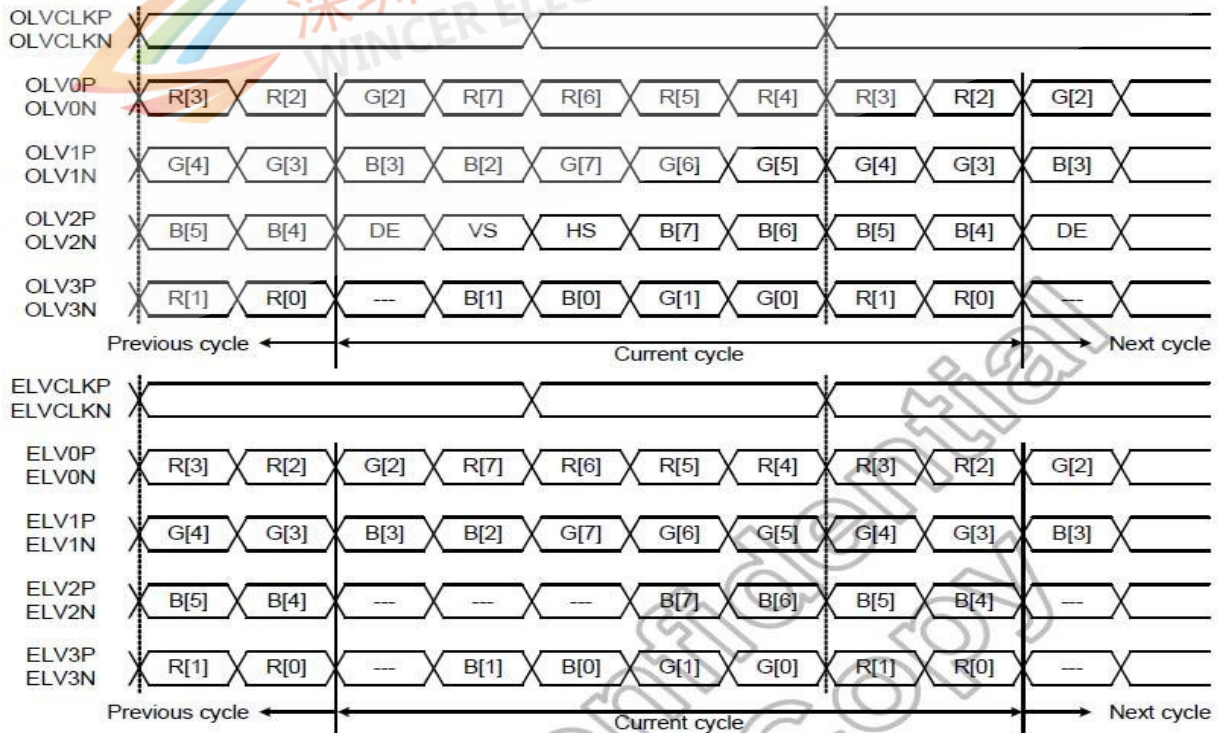 OLVCLKP
OLVCLKN
WINCER
OLV0P
OLV0N
R[3] R[2] G[2] R[7] R[6] R[5] R[4] R[3] R[2] G[2]
OLV1P
OLV1N
G[4] G[3] B[3] B[2] G[7] G[6] G[5] G[4] G[3] B[3]
OLV2P
OLV2N
B[5] B[4] DE VS HS B[7] B[6] B[5] B[4] DE
OLV3P
OLV3N
R[1] R[0] --- B[1] B[0] G[1] G[0] R[1] R[0] ---
Previous cycle Current cycle Next cycle
ELVCLKP
ELVCLKN
ELV0P
ELV0N
R[3] R[2] G[2] R[7] R[6] R[5] R[4] R[3] R[2] G[2]
ELV1P
ELV1N
G[4] G[3] B[3] B[2] G[7] G[6] G[5] G[4] G[3] B[3]
ELV2P
ELV2N
B[5] B[4] --- --- --- B[7] B[6] B[5] B[4] ---
ELV3P
ELV3N
R[1] R[0] --- B[1] B[0] G[1] G[0] R[1] R[0] ---
Previous cycle Current cycle Next cycle
Copy